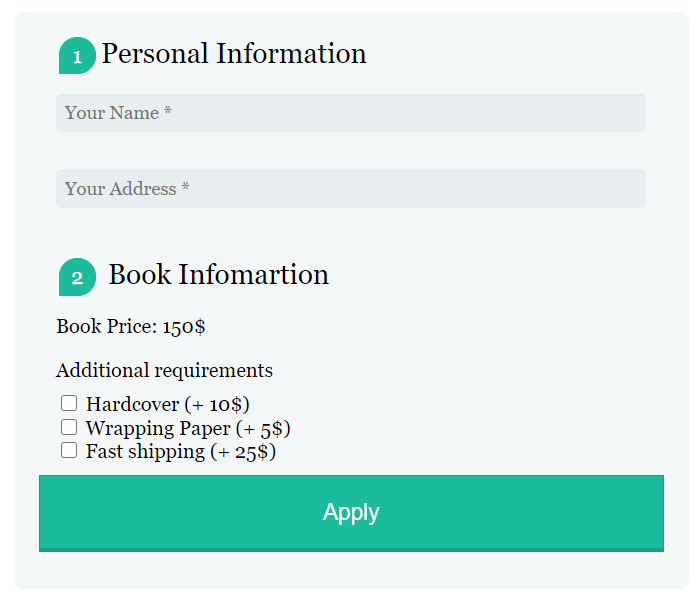 1 Personal Information
Your Name *
Your Address *
2 Book Infomartion
Book Price: 150$
Additional requirements
Hardcover (+ 10$)
Wrapping Paper (+ 5$)
Fast shipping (+ 25$)
Apply